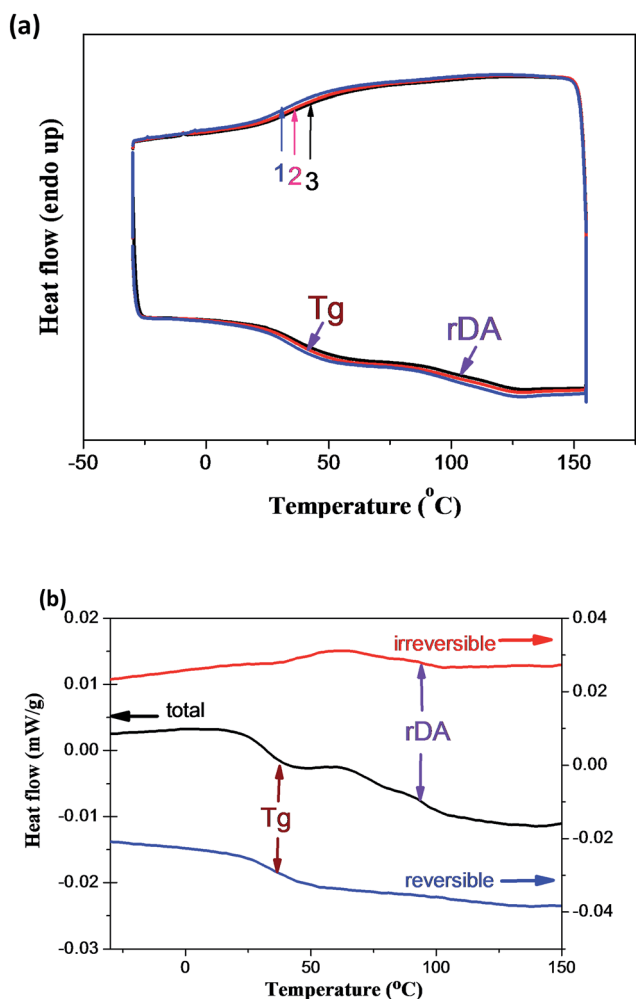 (a)
Heat flow (endo up)
1 2 3
Tg
rDA
-50 0 50 100 150
Temperature (°C)
(b)
0.02 0.04
irreversible
0.01 0.02
total
rDA
0.00 0.00
Heat flow (mW/g)
Tg
-0.01 -0.02
reversible
-0.02 -0.04
-0.03
0 50 100 150
Temperature (°C)